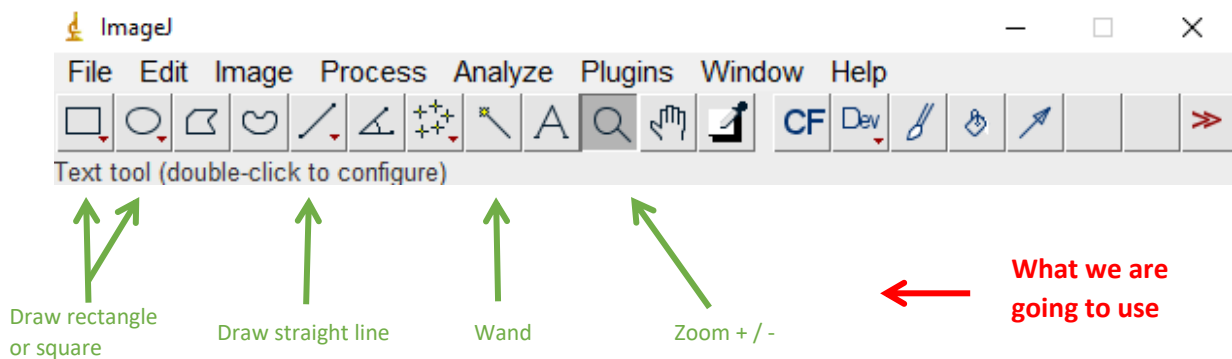 ImageJ
File Edit Image Process Analyze Plugins Window Help
A CF Dev
Text tool (double-click to configure)
What we are
going to use
Draw rectangle
or square
Draw straight line
Wand
Zoom + / -